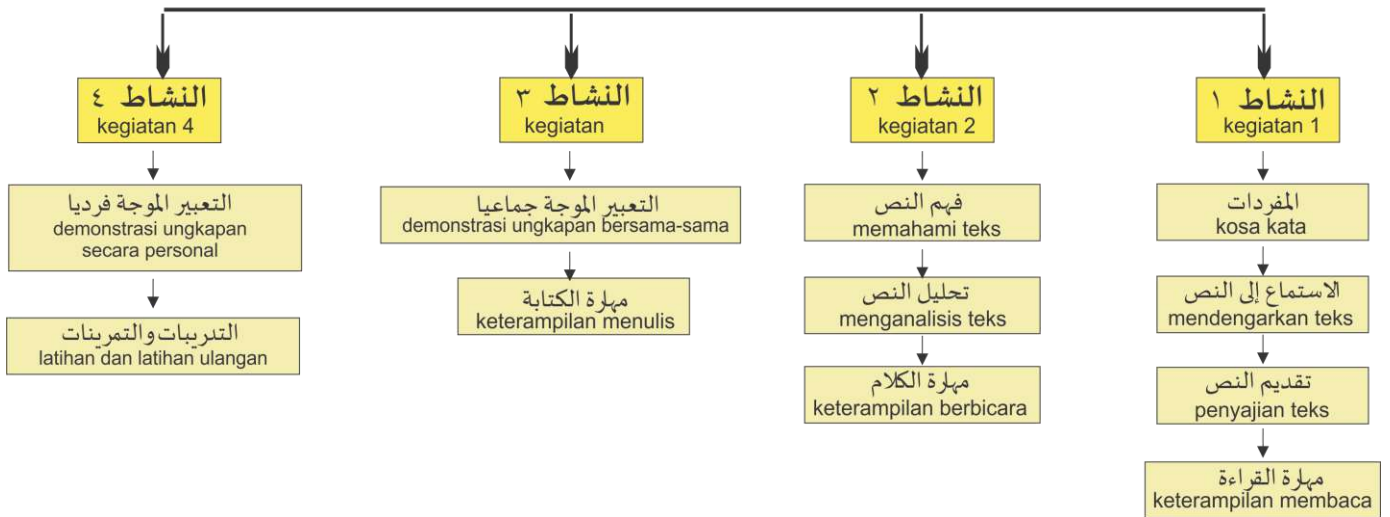 النشاط ١
kegiatan 1
المفردات
kosa kata
الاستماع إلى النص
mendengarkan teks
تقديم النص
penyajian teks
مهارة القراءة
keterampilan membaca
النشاط ٢
kegiatan 2
فهم النص
memahami teks
تحليل النص
menganalisis teks
مهارة الكلام
keterampilan berbicara
النشاط ٣
kegiatan
التعبير الموجة جماعيا
demonstrasi ungkapan bersama-sama
مهارة الكتابة
keterampilan menulis
النشاط ٤
kegiatan 4
التعبير الموجة فرديا
demonstrasi ungkapan
secara personal
التدريبات والتمرينات
latihan dan latihan ulangan